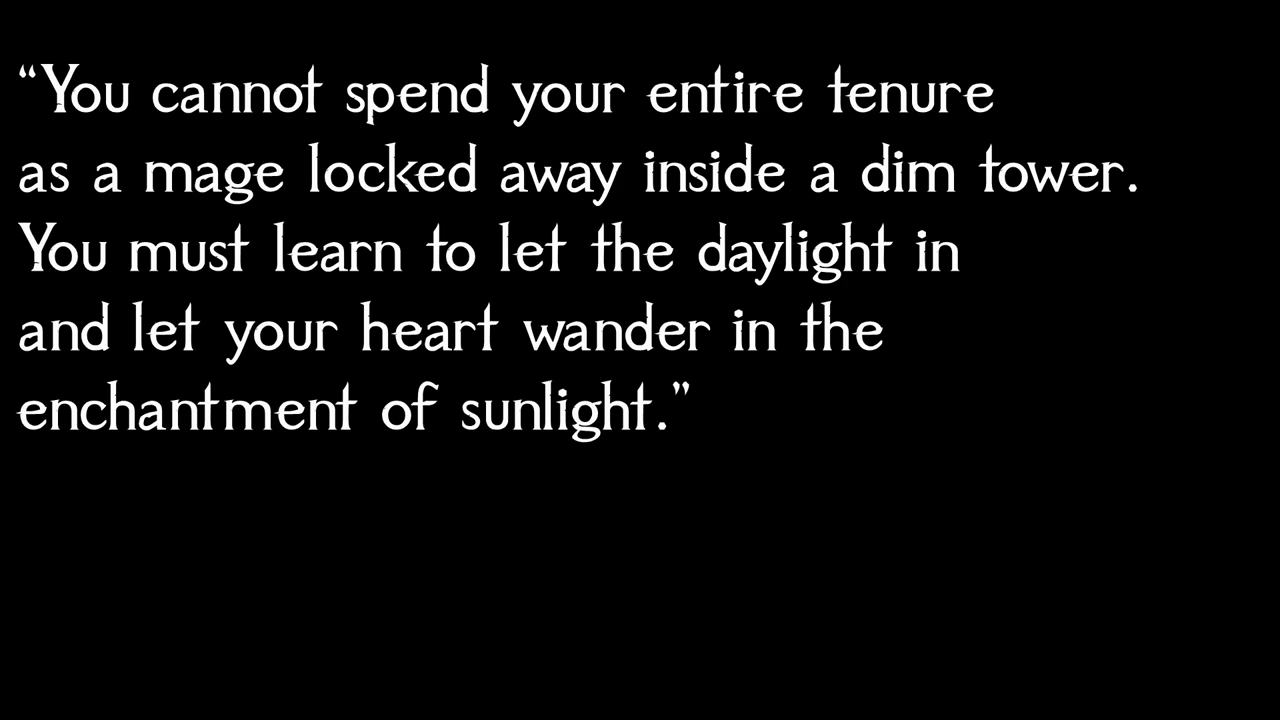 “You cannot spend your entire tenure
as a mage locked away inside a dim tower.
You must learn to let the daylight in
and let your heart wander in the
enchantment of sunlight.”